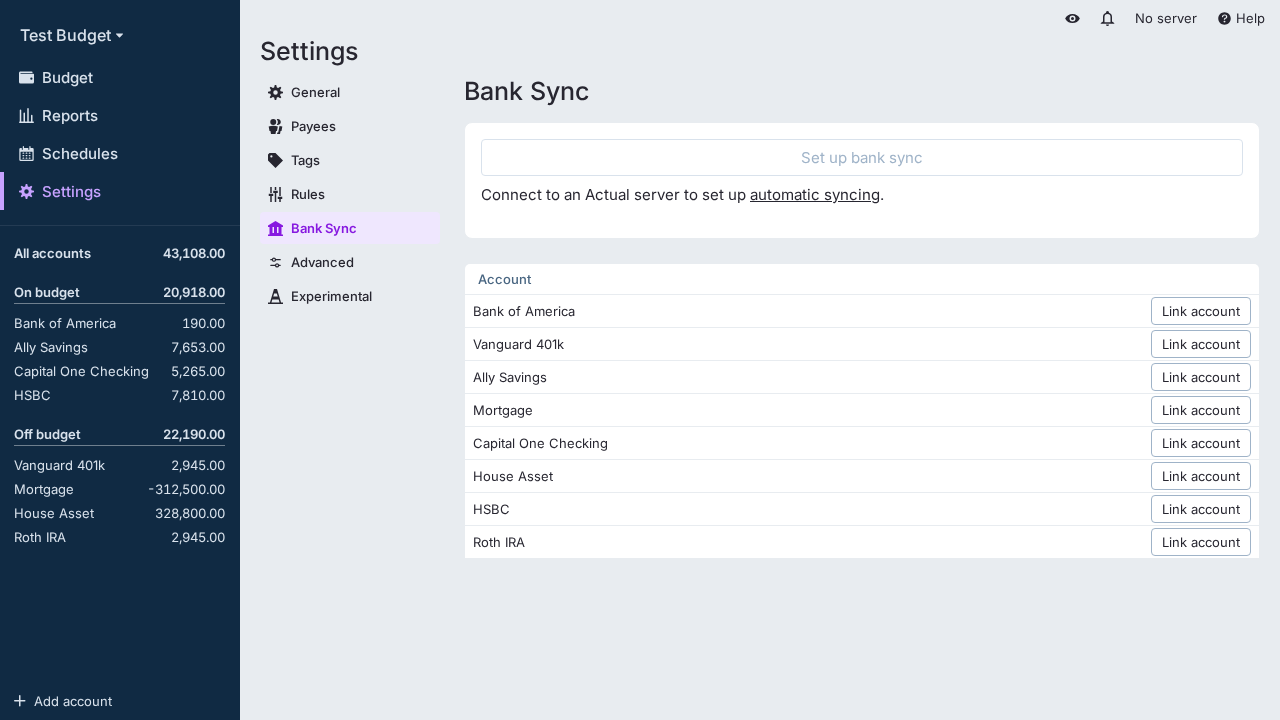 Test Budget
Budget
Reports
Schedules
Settings
All accounts 43,108.00
On budget 20,918.00
Bank of America 190.00
Ally Savings 7,653.00
Capital One Checking 5,265.00
HSBC 7,810.00
Off budget 22,190.00
Vanguard 401k 2,945.00
Mortgage -312,500.00
House Asset 328,800.00
Roth IRA 2,945.00
Add account
No server Help
Settings
General
Payees
Tags
Rules
Bank Sync
Advanced
Experimental
Bank Sync
Set up bank sync
Connect to an Actual server to set up automatic syncing.
Account
Bank of America Link account
Vanguard 401k Link account
Ally Savings Link account
Mortgage Link account
Capital One Checking Link account
House Asset Link account
HSBC Link account
Roth IRA Link account